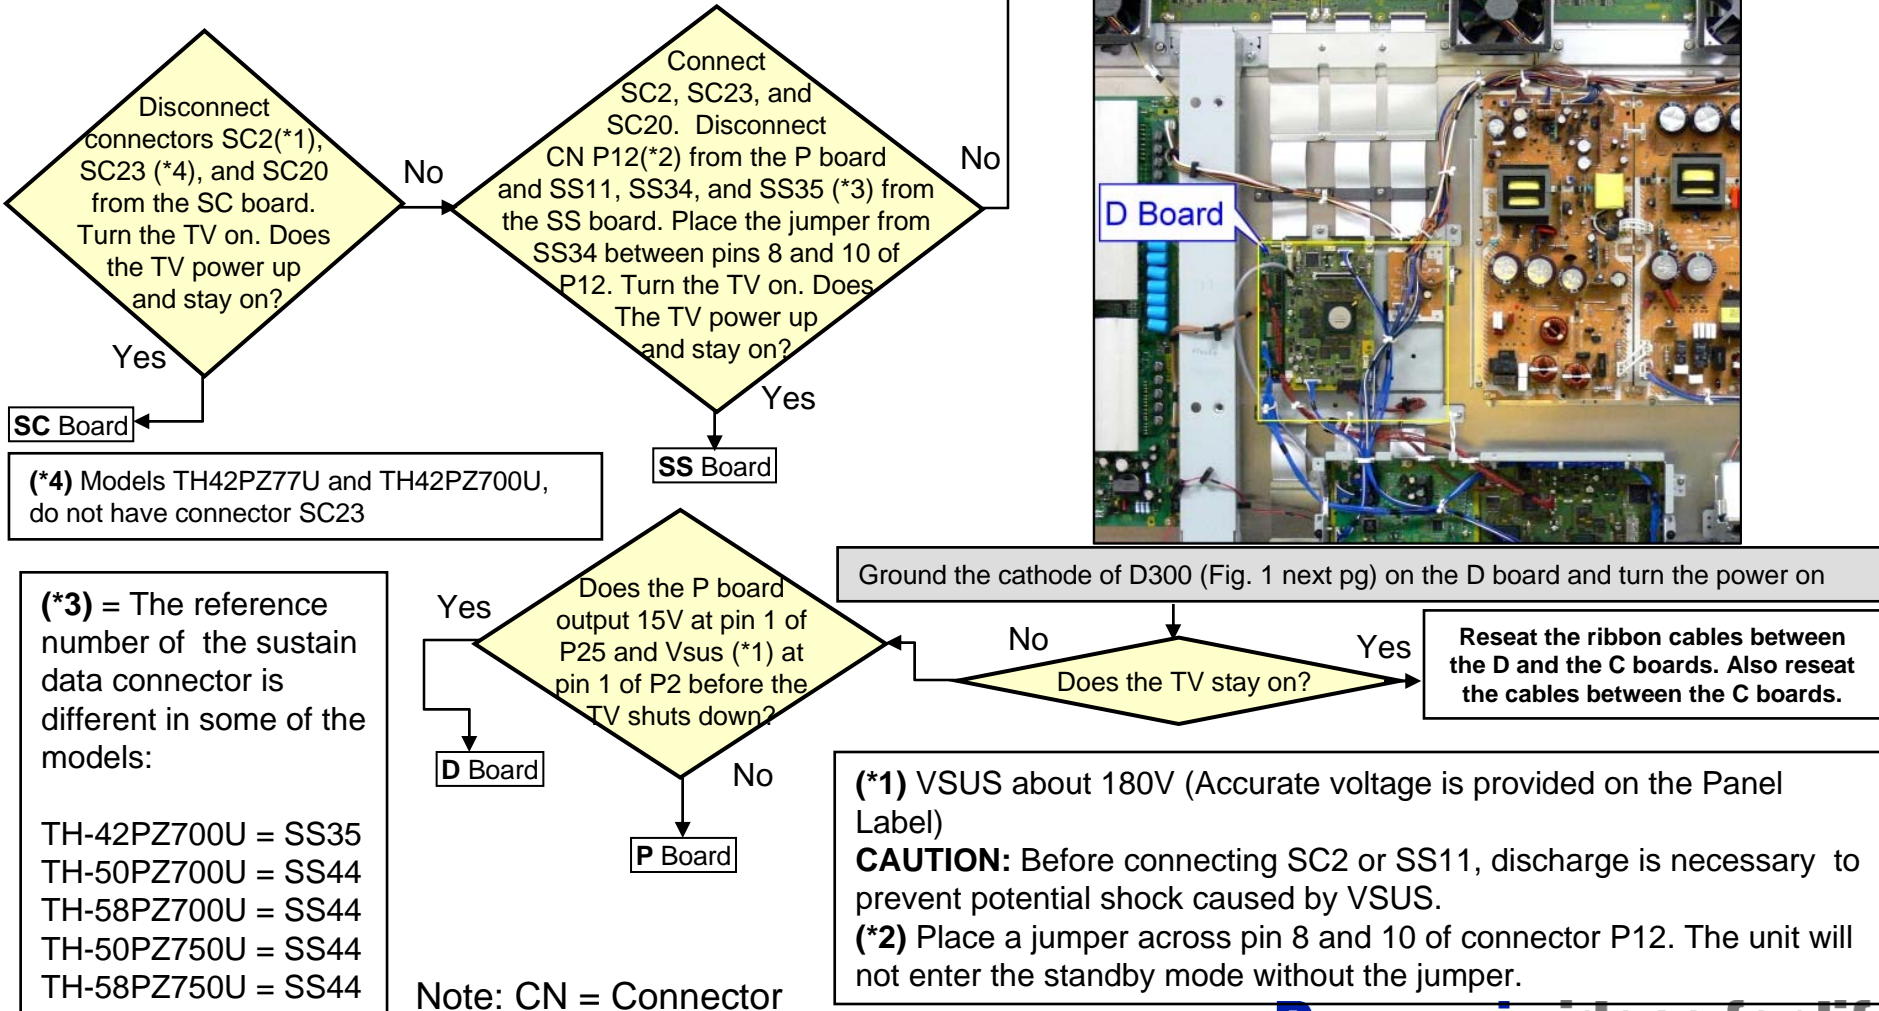 Disconnect
connectors SC2(*1),
SC23 (*4), and SC20
from the SC board.
Turn the TV on. Does
the TV power up
and stay on?
No
Yes
SC Board
Connect
SC2, SC23, and
SC20. Disconnect
CN P12(*2) from the P board
and SS11, SS34, and SS35 (*3) from
the SS board. Place the jumper from
SS34 between pins 8 and 10 of
P12. Turn the TV on. Does
The TV power up
and stay on?
No
Yes
SS Board
D Board
(*4) Models TH42PZ77U and TH42PZ700U,
do not have connector SC23
(*3) = The reference
number of the sustain
data connector is
different in some of the
models:
TH-42PZ700U = SS35
TH-50PZ700U = SS44
TH-58PZ700U = SS44
TH-50PZ750U = SS44
TH-58PZ750U = SS44
Does the P board
output 15V at pin 1 of
P25 and Vsus (*1) at
pin 1 of P2 before the
TV shuts down?
Yes
D Board
No
P Board
Ground the cathode of D300 (Fig. 1 next pg) on the D board and turn the power on
No
Does the TV stay on?
Yes
Reseat the ribbon cables between
the D and the C boards. Also reseat
the cables between the C boards.
(*1) VSUS about 180V (Accurate voltage is provided on the Panel
Label)
CAUTION: Before connecting SC2 or SS11, discharge is necessary to
prevent potential shock caused by VSUS.
(*2) Place a jumper across pin 8 and 10 of connector P12. The unit will
not enter the standby mode without the jumper.
Note: CN = Connector